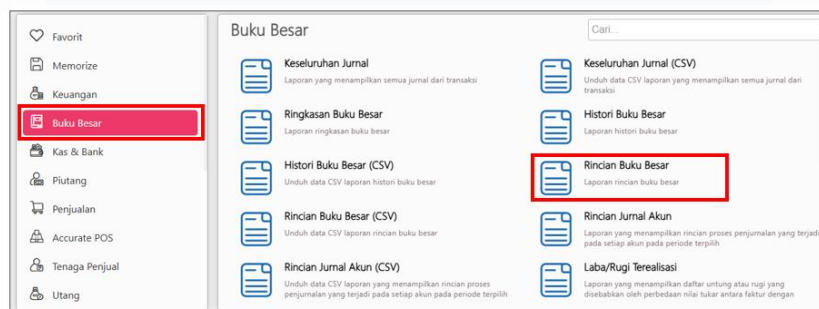 Favorit
Memorize
Keuangan
Buku Besar
Kas & Bank
Piutang
Penjualan
Accurate POS
Tenaga Penjual
Utang
Buku Besar
Cari...
Keseluruhan Jurnal
Laporan yang menampilkan semua jurnal dari transaksi
Keseluruhan Jurnal (CSV)
Unduh data CSV laporan yang menampilkan semua jurnal dari
transaksi
Ringkasan Buku Besar
Laporan ringkasan buku besar
Histori Buku Besar
Laporan histori buku besar
Histori Buku Besar (CSV)
Unduh data CSV laporan histori buku besar
Rincian Buku Besar
Laporan rincian buku besar
Rincian Buku Besar (CSV)
Unduh data CSV laporan rincian buku besar
Rincian Jurnal Akun
Laporan yang menampilkan rincian proses penjurnalan yang terjadi
pada setiap akun pada periode terpilih
Rincian Jurnal Akun (CSV)
Unduh data CSV laporan yang menampilkan rincian proses
penjurnalan yang terjadi pada setiap akun pada periode terpilih
Laba/Rugi Terealisasi
Laporan yang menampilkan daftar untung atau rugi yang
disebabkan oleh perbedaan nilai tukar antara faktur dengan